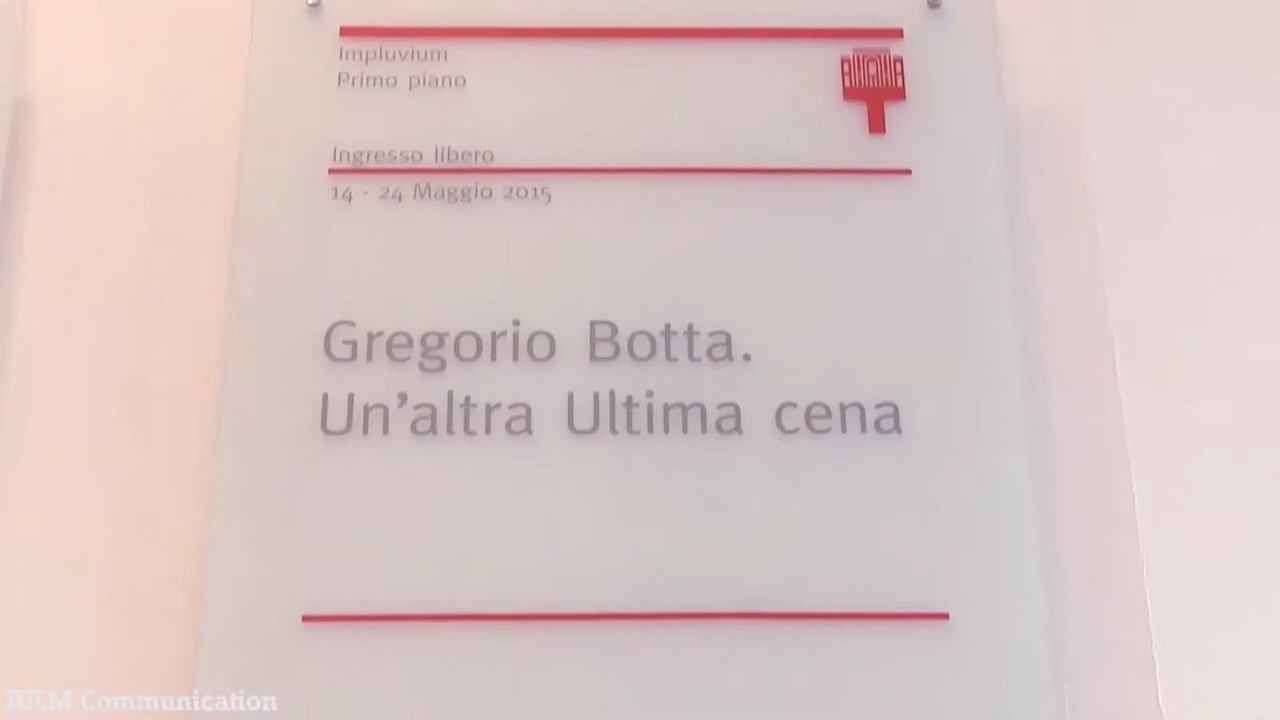 Impluvium
Primo piano
Ingresso libero
14 - 24 Maggio 2015
Gregorio Botta.
Un’altra Ultima cena
IULM Communication